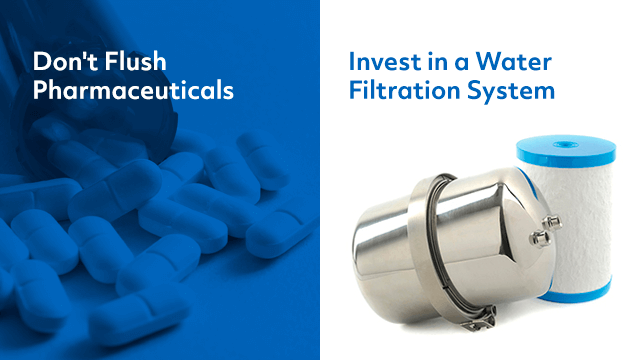 Don't Flush
Pharmaceuticals
Invest in a Water
Filtration System